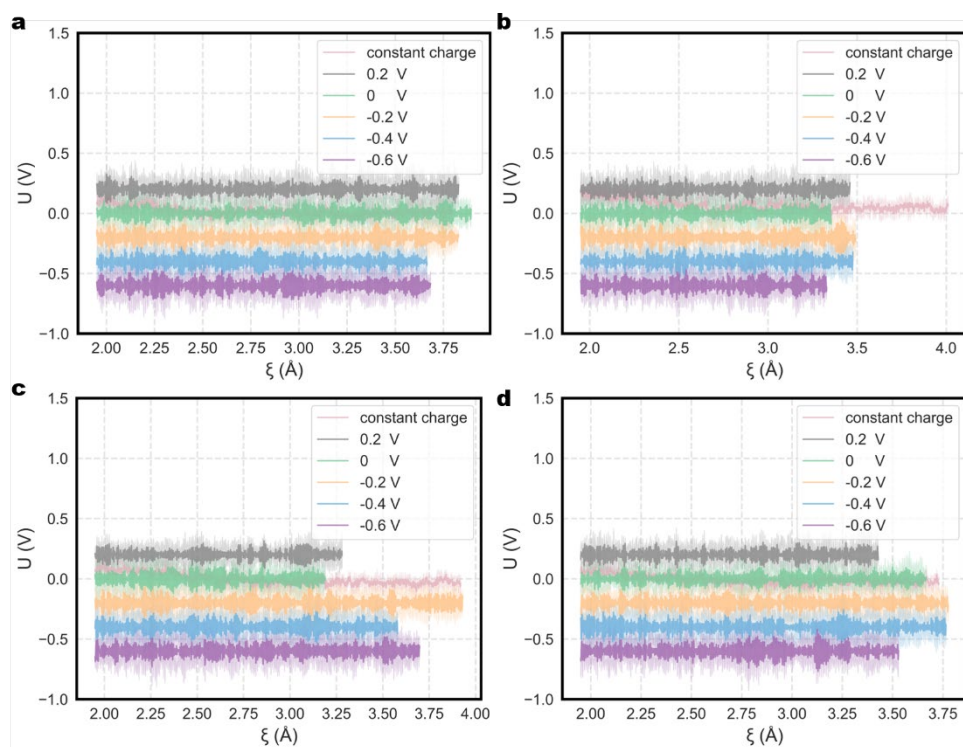 a
1.5
1.0
0.5
0.0
−0.5
−1.0
U (V)
2.00 2.25 2.50 2.75 3.00 3.25 3.50 3.75
ξ (Å)
constant charge
0.2 V
0 V
-0.2 V
-0.4 V
-0.6 V
b
1.5
1.0
0.5
0.0
−0.5
−1.0
U (V)
2.0 2.5 3.0 3.5 4.0
ξ (Å)
constant charge
0.2 V
0 V
-0.2 V
-0.4 V
-0.6 V
c
1.5
1.0
0.5
0.0
−0.5
−1.0
U (V)
2.00 2.25 2.50 2.75 3.00 3.25 3.50 3.75 4.00
ξ (Å)
constant charge
0.2 V
0 V
-0.2 V
-0.4 V
-0.6 V
d
1.5
1.0
0.5
0.0
−0.5
−1.0
U (V)
2.00 2.25 2.50 2.75 3.00 3.25 3.50 3.75
ξ (Å)
constant charge
0.2 V
0 V
-0.2 V
-0.4 V
-0.6 V